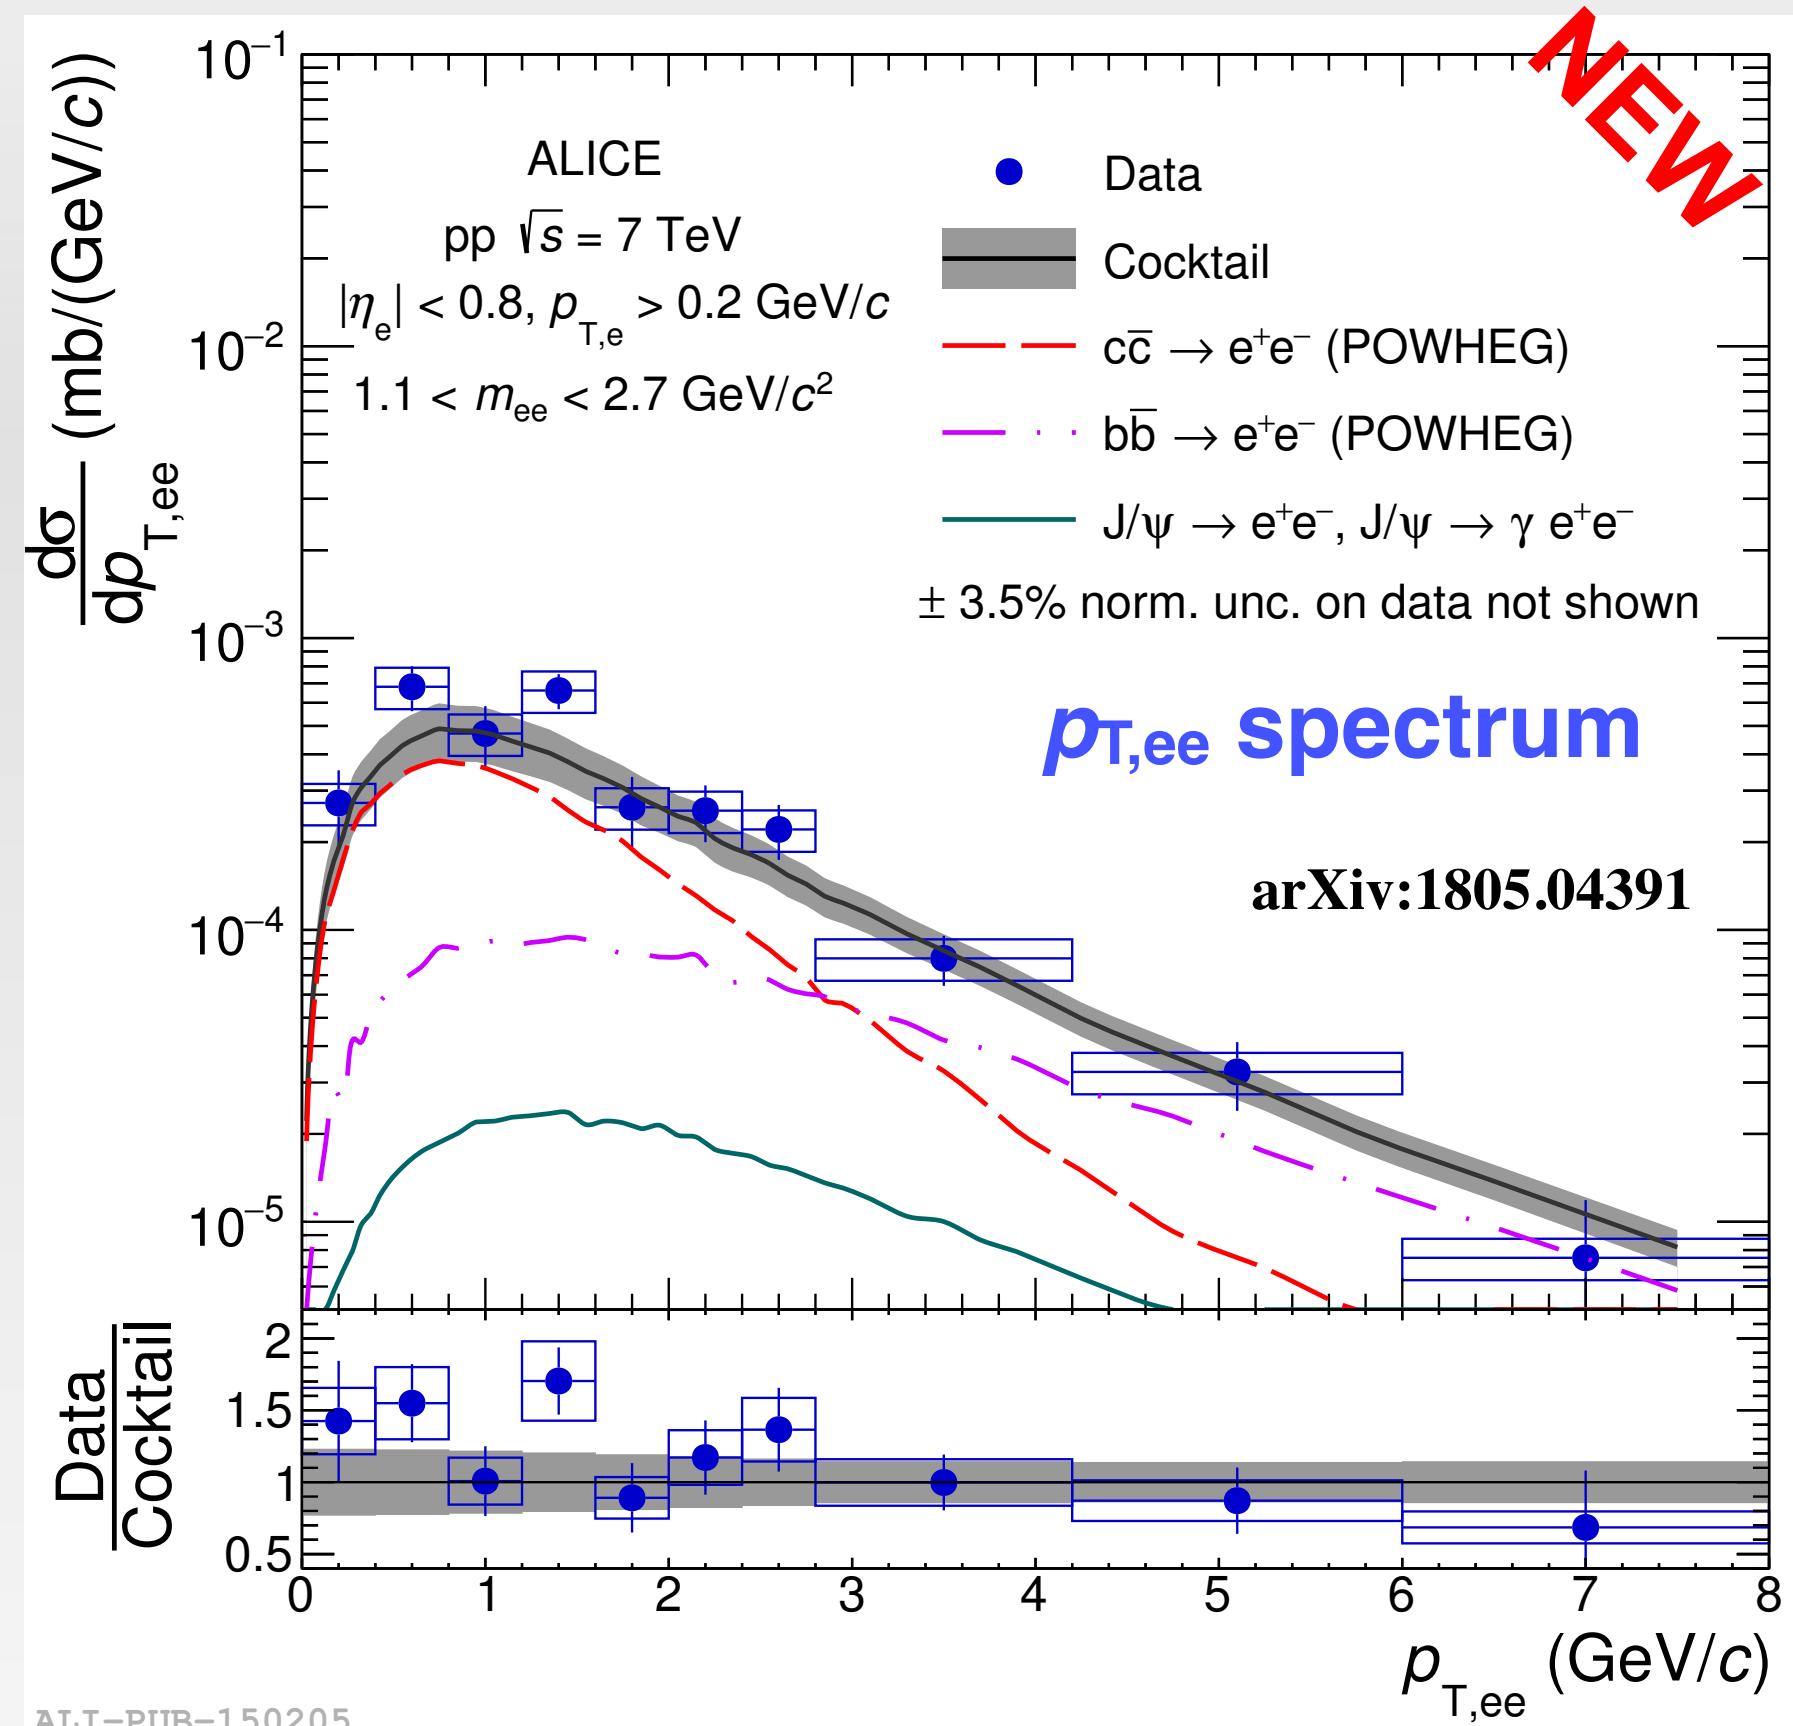 NEW
ALICE
pp √s = 7 TeV
|η_e| < 0.8, p_T,e > 0.2 GeV/c
1.1 < m_ee < 2.7 GeV/c²
Data
Cocktail
cc̅ → e⁺e⁻ (POWHEG)
bb̅ → e⁺e⁻ (POWHEG)
J/ψ → e⁺e⁻, J/ψ → γ e⁺e⁻
± 3.5% norm. unc. on data not shown
p_T,ee spectrum
arXiv:1805.04391
dσ/dp_T,ee (mb/(GeV/c))
10⁻¹
10⁻²
10⁻³
10⁻⁴
10⁻⁵
Data
Cocktail
2
1.5
1
0.5
0 1 2 3 4 5 6 7 8
p_T,ee (GeV/c)
ALI-PUB-150205